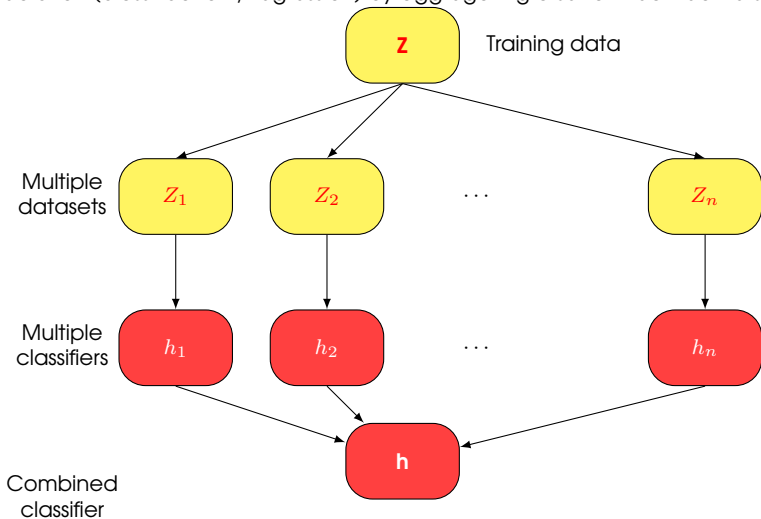 Z Training data
Multiple
datasets
Z₁ Z₂ ... Zₙ
Multiple
classifiers
h₁ h₂ ... hₙ
h
Combined
classifier